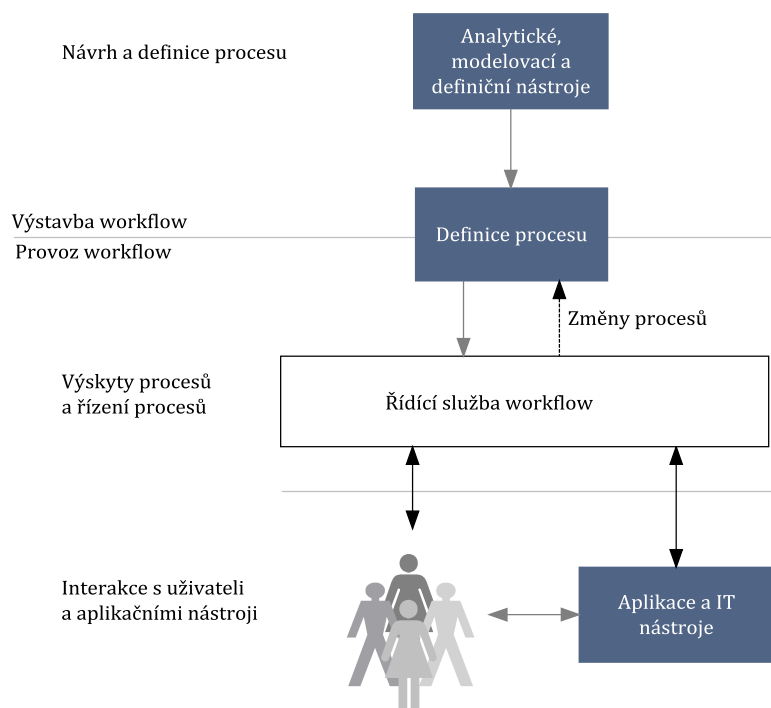 Návrh a definice procesu
Analytické,
modelovací a
definiční nástroje
Výstavba workflow
Provoz workflow
Definice procesu
Změny procesů
Výskyty procesů
a řízení procesů
Řídící služba workflow
Interakce s uživateli
a aplikačními nástroji
Aplikace a IT
nástroje